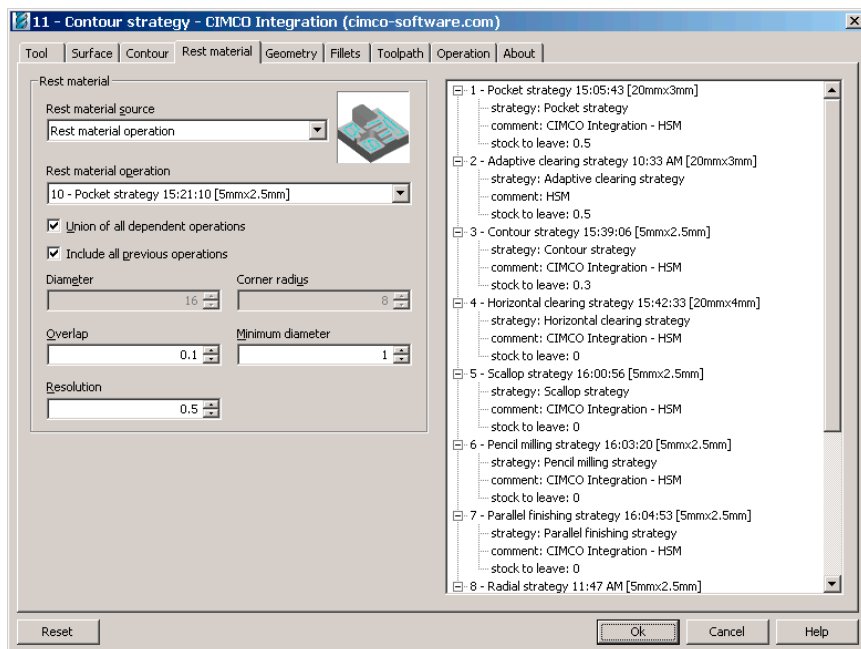 11 - Contour strategy - CIMCO Integration (cimco-software.com)
Tool Surface Contour Rest material Geometry Fillets Toolpath Operation About
Rest material
Rest material source
Rest material operation
Rest material operation
10 - Pocket strategy 15:21:10 [5mmx2.5mm]
Union of all dependent operations
Include all previous operations
Diameter Corner radius
16 8
Overlap Minimum diameter
0.1 1
Resolution
0.5
1 - Pocket strategy 15:05:43 [20mmx3mm]
strategy: Pocket strategy
comment: CIMCO Integration - HSM
stock to leave: 0.5
2 - Adaptive clearing strategy 10:33 AM [20mmx3mm]
strategy: Adaptive clearing strategy
comment: HSM
stock to leave: 0.5
3 - Contour strategy 15:39:06 [5mmx2.5mm]
strategy: Contour strategy
comment: CIMCO Integration - HSM
stock to leave: 0.3
4 - Horizontal clearing strategy 15:42:33 [20mmx4mm]
strategy: Horizontal clearing strategy
comment: CIMCO Integration - HSM
stock to leave: 0
5 - Scallop strategy 16:00:56 [5mmx2.5mm]
strategy: Scallop strategy
comment: CIMCO Integration - HSM
stock to leave: 0
6 - Pencil milling strategy 16:03:20 [5mmx2.5mm]
strategy: Pencil milling strategy
comment: CIMCO Integration - HSM
stock to leave: 0
7 - Parallel finishing strategy 16:04:53 [5mmx2.5mm]
strategy: Parallel finishing strategy
comment: CIMCO Integration - HSM
stock to leave: 0
8 - Radial strategy 11:47 AM [5mmx2.5mm]
Reset Ok Cancel Help